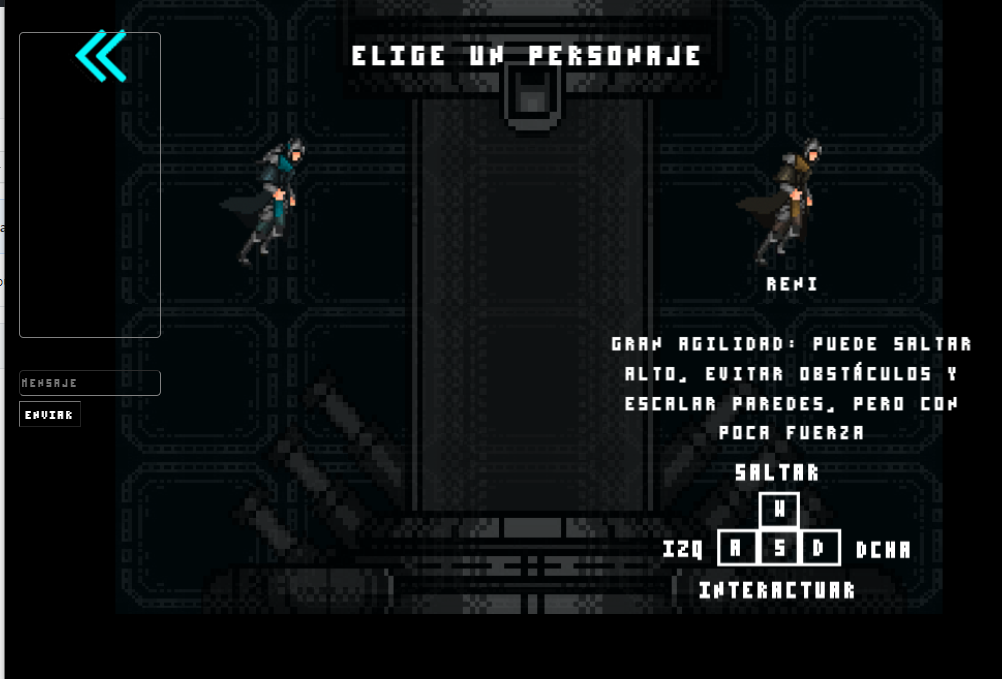 ELIGE UN PERSONAJE
RENI
GRAN AGILIDAD: PUEDE SALTAR
ALTO, EVITAR OBSTÁCULOS Y
ESCALAR PAREDES, PERO CON
POCA FUERZA
MENSAJE
ENVIAR
SALTAR
W
IZQ A S D DCHA
INTERACTUAR